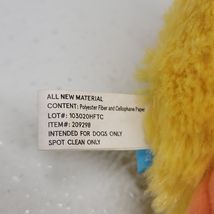 ALL NEW MATERIAL
CONTENT: Polyester Fiber and Cellophane Paper
LOT#: 103020HFTC
ITEM#: 209298
INTENDED FOR DOGS ONLY
SPOT CLEAN ONLY